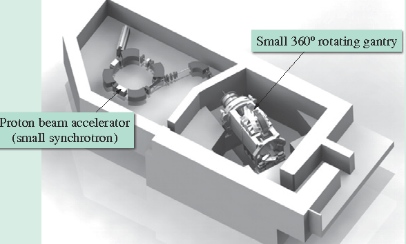 Small 360° rotating gantry
Proton beam accelerator
(small synchrotron)